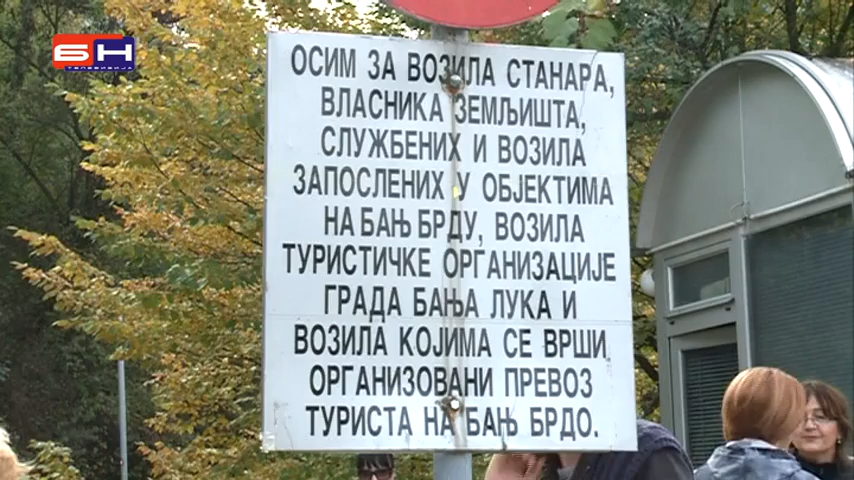 БН
ТЕЛЕВИЗИЈА
ОСИМ ЗА ВОЗИЛА СТАНАРА,
ВЛАСНИКА ЗЕМЉИШТА,
СЛУЖБЕНИХ И ВОЗИЛА
ЗАПОСЛЕНИХ У ОБЈЕКТИМА
НА БАЊ БРДУ, ВОЗИЛА
ТУРИСТИЧКЕ ОРГАНИЗАЦИЈЕ
ГРАДА БАЊА ЛУКА И
ВОЗИЛА КОЈИМА СЕ ВРШИ
ОРГАНИЗОВАНИ ПРЕВОЗ
ТУРИСТА НА БАЊ БРДО.